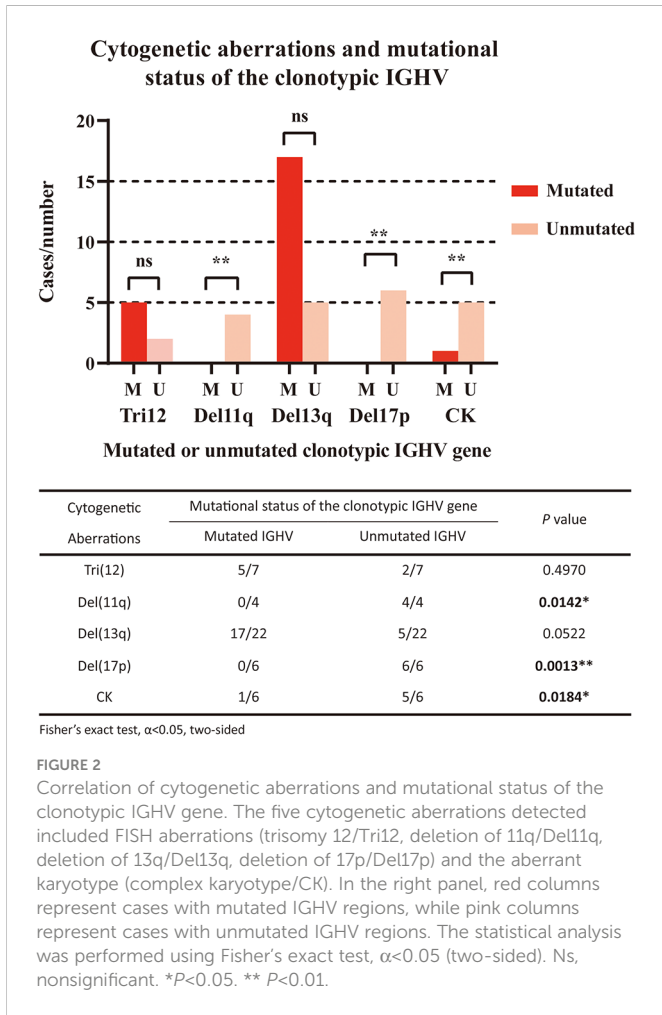 Cytogenetic aberrations and mutational
status of the clonotypic IGHV
20
15
10
5
0
Cases/number
ns
**
ns
**
**
Mutated
Unmutated
M U M U M U M U M U
Tri12 Del11q Del13q Del17p CK
Mutated or unmutated clonotypic IGHV gene
Cytogenetic Aberrations
Mutational status of the clonotypic IGHV gene
P value
Mutated IGHV Unmutated IGHV
Tri(12) 5/7 2/7 0.4970
Del(11q) 0/4 4/4 0.0142*
Del(13q) 17/22 5/22 0.0522
Del(17p) 0/6 6/6 0.0013**
CK 1/6 5/6 0.0184*
Fisher's exact test, α<0.05, two-sided
FIGURE 2
Correlation of cytogenetic aberrations and mutational status of the
clonotypic IGHV gene. The five cytogenetic aberrations detected
included FISH aberrations (trisomy 12/Tri12, deletion of 11q/Del11q,
deletion of 13q/Del13q, deletion of 17p/Del17p) and the aberrant
karyotype (complex karyotype/CK). In the right panel, red columns
represent cases with mutated IGHV regions, while pink columns
represent cases with unmutated IGHV regions. The statistical analysis
was performed using Fisher's exact test, α<0.05 (two-sided). Ns,
nonsignificant. *P<0.05. ** P<0.01.